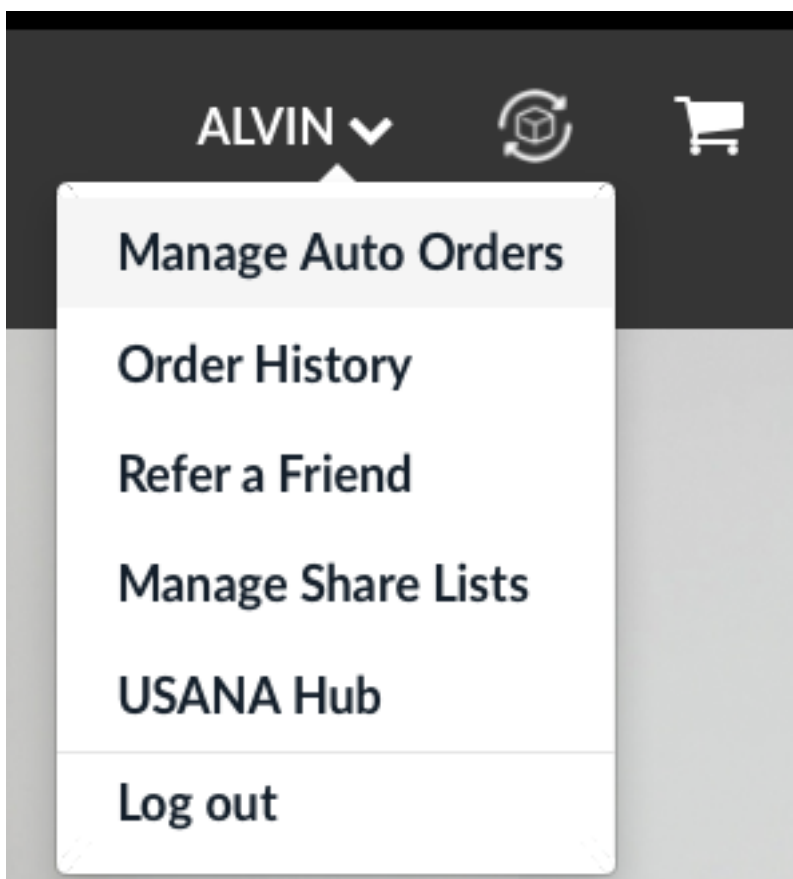 ALVIN
Manage Auto Orders
Order History
Refer a Friend
Manage Share Lists
USANA Hub
Log out